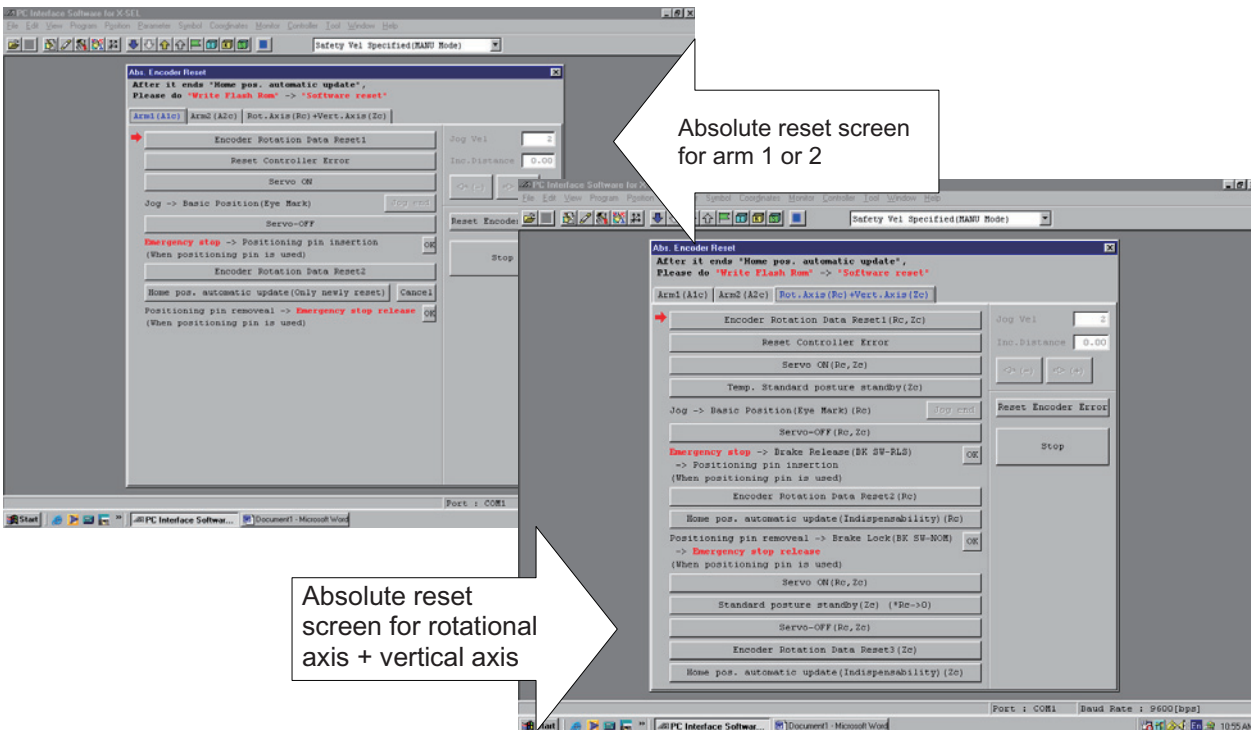 PC Interface Software for X-SEL
File Edit View Program Position Parameter Symbol Coordinates Monitor Controller Tool Window Help
Safety Vel Specified(MANU Mode)
Abs. Encoder Reset
After it ends "Home pos. automatic update",
Please do "Write Flash Rom" -> "Software reset"
Arm1(A1c) Arm2(A2c) Rot.Axis(Rc)+Vert.Axis(Zc)
Encoder Rotation Data Reset1
Reset Controller Error
Servo ON
Jog -> Basic Position(Eye Mark) Jog end
Servo-OFF
Emergency stop -> Positioning pin insertion OK
(When positioning pin is used)
Encoder Rotation Data Reset2
Home pos. automatic update(Only newly reset) Cancel
Positioning pin removeal -> Emergency stop release OK
(When positioning pin is used)
Jog Vel 2
Inc.Distance 0.00
(-)
Reset Encode
Stop
Port : COM1
Start PC Interface Softwar... Document1 - Microsoft Word
Absolute reset screen
for arm 1 or 2
PC Interface Software for X
File Edit View Program Symbol Coordinates Monitor Controller Tool Window Help
Safety Vel Specified(MANU Mode)
Abs. Encoder Reset
After it ends "Home pos. automatic update",
Please do "Write Flash Rom" -> "Software reset"
Arm1(A1c) Arm2(A2c) Rot.Axis(Rc)+Vert.Axis(Zc)
Encoder Rotation Data Reset1(Rc,Zc)
Reset Controller Error
Servo ON(Rc,Zc)
Temp. Standard posture standby(Zc)
Jog -> Basic Position(Eye Mark)(Rc) Jog end
Servo-OFF(Rc,Zc)
Emergency stop -> Brake Release(BK SW-RLS) OK
-> Positioning pin insertion
(When positioning pin is used)
Encoder Rotation Data Reset2(Rc)
Home pos. automatic update(Indispensability)(Rc)
Positioning pin removeal -> Brake Lock(BK SW-NOM) OK
-> Emergency stop release
(When positioning pin is used)
Servo ON(Rc,Zc)
Standard posture standby(Zc) (*Rc->0)
Servo-OFF(Rc,Zc)
Encoder Rotation Data Reset3(Zc)
Home pos. automatic update(Indispensability)(Zc)
Jog Vel 2
Inc.Distance 0.00
(-) (+)
Reset Encoder Error
Stop
Port : COM1 Baud Rate : 9600[bps]
PC Interface Softwar... Document1 - Microsoft Word 10:55 AM
Absolute reset
screen for rotational
axis + vertical axis